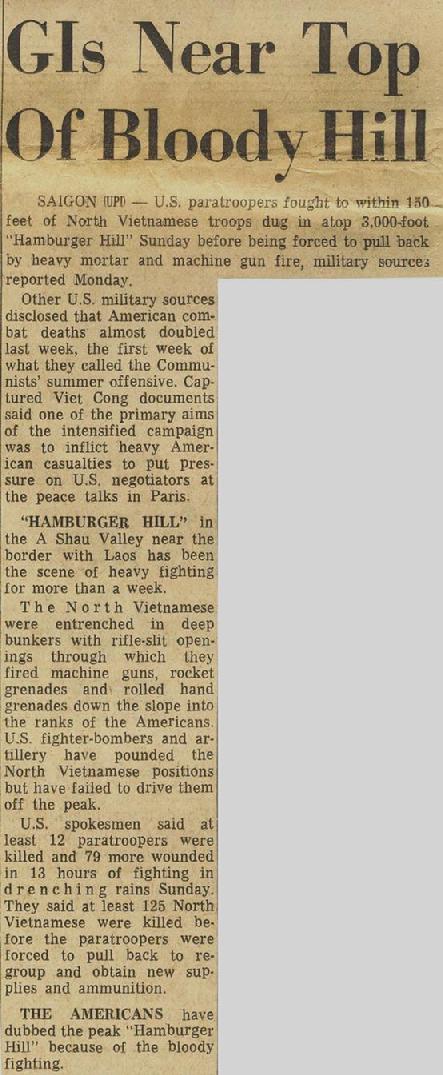 GIs Near Top
Of Bloody Hill
SAIGON (UPI) — U.S. paratroopers fought to within 150
feet of North Vietnamese troops dug in atop 3,000-foot
"Hamburger Hill" Sunday before being forced to pull back
by heavy mortar and machine gun fire, military sources
reported Monday.
Other U.S. military sources
disclosed that American com-
bat deaths almost doubled
last week, the first week of
what they called the Commu-
nists' summer offensive. Cap-
tured Viet Cong documents
said one of the primary aims
of the intensified campaign
was to inflict heavy Amer-
ican casualties to put pres-
sure on U.S. negotiators at
the peace talks in Paris.
"HAMBURGER HILL" in
the A Shau Valley near the
border with Laos has been
the scene of heavy fighting
for more than a week.
The North Vietnamese
were entrenched in deep
bunkers with rifle-slit open-
ings through which they
fired machine guns, rocket
grenades and rolled hand
grenades down the slope into
the ranks of the Americans.
U.S. fighter-bombers and ar-
tillery have pounded the
North Vietnamese positions
but have failed to drive them
off the peak.
U.S. spokesmen said at
least 12 paratroopers were
killed and 79 more wounded
in 13 hours of fighting in
drenching rains Sunday.
They said at least 125 North
Vietnamese were killed be-
fore the paratroopers were
forced to pull back to re-
group and obtain new sup-
plies and ammunition.
THE AMERICANS have
dubbed the peak "Hamburger
Hill" because of the bloody
fighting.